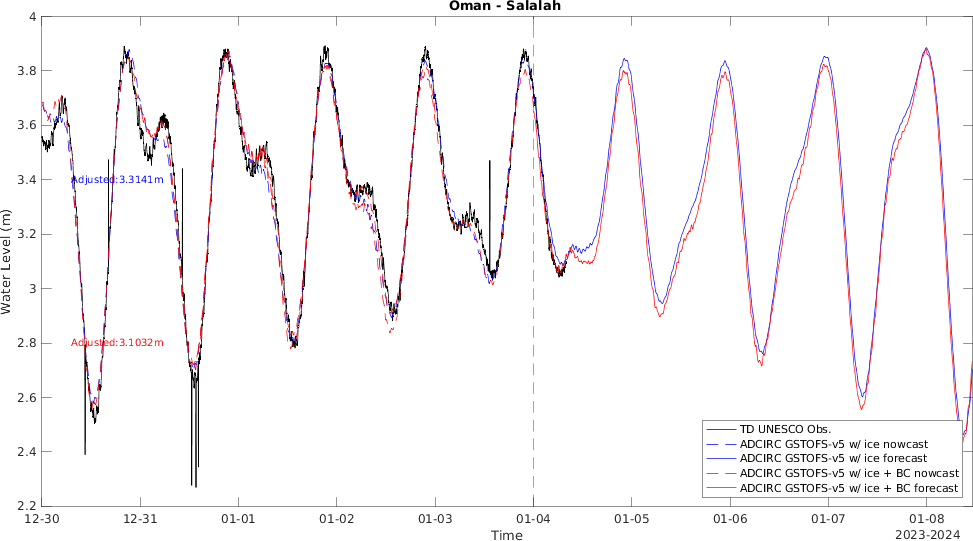 Oman - Salalah
4
3.8
3.6
3.4
3.2
3
2.8
2.6
2.4
2.2
Water Level (m)
Adjusted:3.3141m
Adjusted:3.1032m
TD UNESCO Obs.
ADCIRC GSTOFS-v5 w/ ice nowcast
ADCIRC GSTOFS-v5 w/ ice forecast
ADCIRC GSTOFS-v5 w/ ice + BC nowcast
ADCIRC GSTOFS-v5 w/ ice + BC forecast
12-30 12-31 01-01 01-02 01-03 01-04 01-05 01-06 01-07 01-08
Time
2023-2024